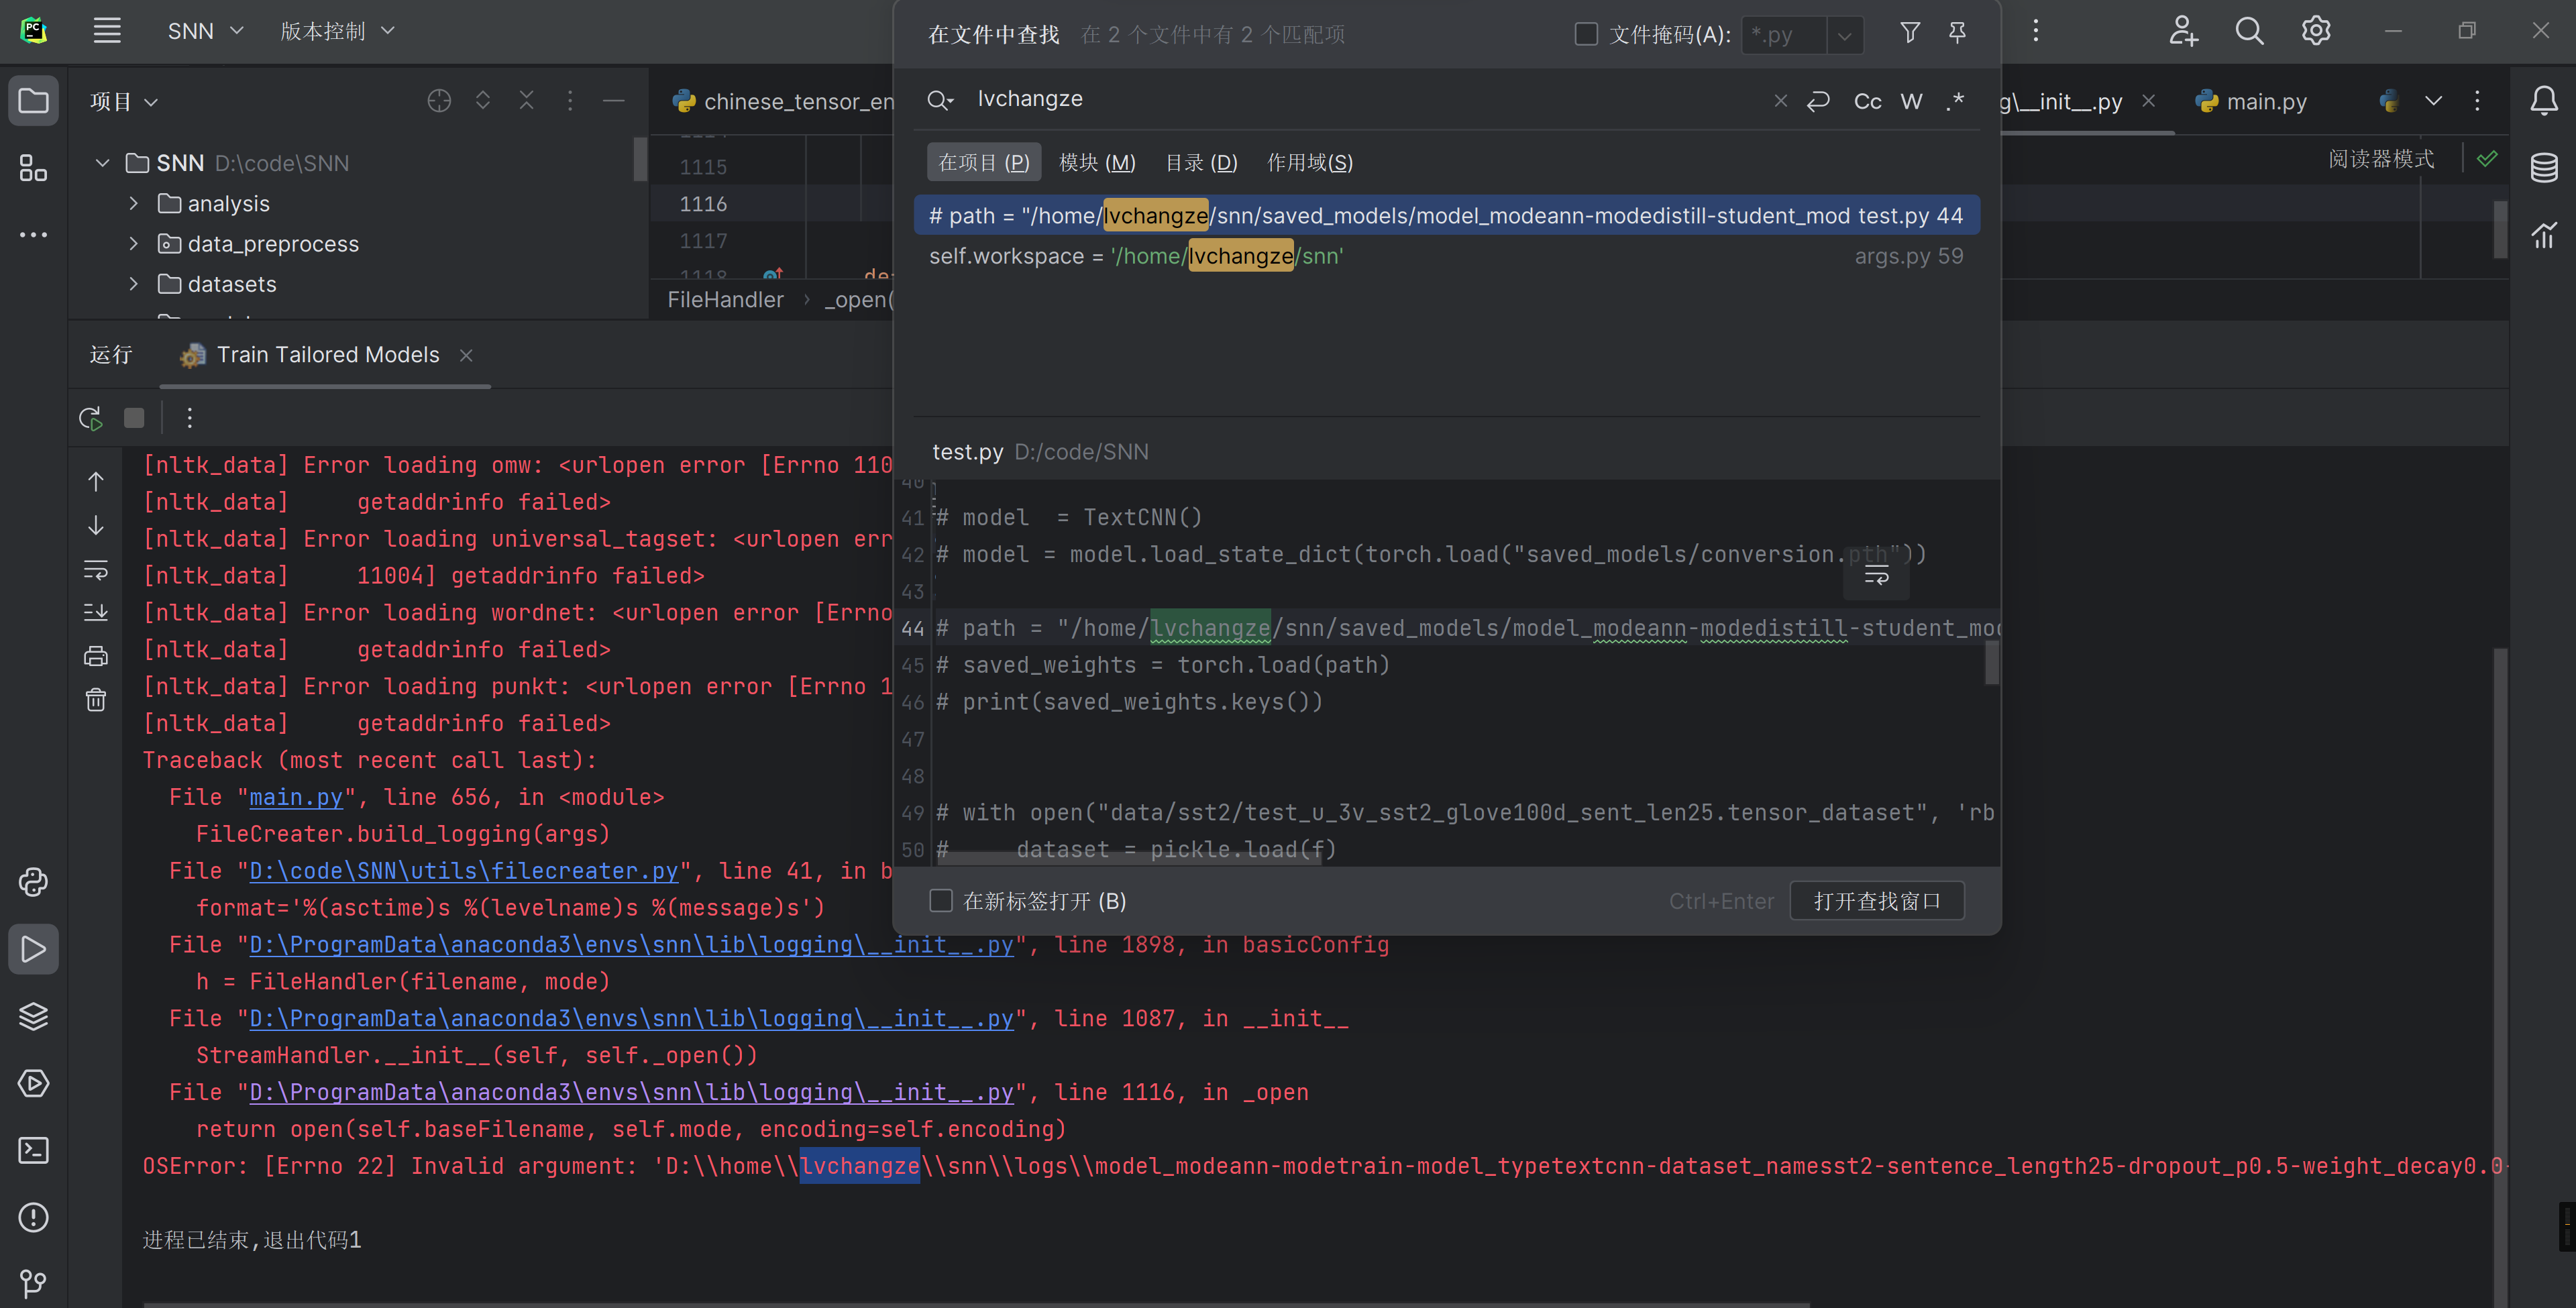 PC
SNN
版本控制
在文件中查找 在 2 个文件中有 2 个匹配项
文件掩码(A):
*.py
项目
chinese_tensor_en
lvchangze
Cc W .*
g\__init__.py
main.py
SNN D:\code\SNN
analysis
data_preprocess
datasets
1115
1116
1117
1118
阅读器模式
在项目 (P) 模块 (M) 目录 (D) 作用域(S)
# path = "/home/lvchangze/snn/saved_models/model_modeann-modedistill-student_mod test.py 44
self.workspace = '/home/lvchangze/snn' args.py 59
FileHandler › _open(
运行
Train Tailored Models
test.py D:/code/SNN
40
41 # model  = TextCNN()
42 # model = model.load_state_dict(torch.load("saved_models/conversion.pth"))
43
44 # path = "/home/lvchangze/snn/saved_models/model_modeann-modedistill-student_mod
45 # saved_weights = torch.load(path)
46 # print(saved_weights.keys())
47
48
49 # with open("data/sst2/test_u_3v_sst2_glove100d_sent_len25.tensor_dataset", 'rb
50 #     dataset = pickle.load(f)
在新标签打开 (B)
Ctrl+Enter
打开查找窗口
[nltk_data] Error loading omw: <urlopen error [Errno 110
[nltk_data]     getaddrinfo failed>
[nltk_data] Error loading universal_tagset: <urlopen err
[nltk_data]     11004] getaddrinfo failed>
[nltk_data] Error loading wordnet: <urlopen error [Errno
[nltk_data]     getaddrinfo failed>
[nltk_data] Error loading punkt: <urlopen error [Errno 1
[nltk_data]     getaddrinfo failed>
Traceback (most recent call last):
  File "main.py", line 656, in <module>
    FileCreater.build_logging(args)
  File "D:\code\SNN\utils\filecreater.py", line 41, in b
    format='%(asctime)s %(levelname)s %(message)s')
  File "D:\ProgramData\anaconda3\envs\snn\lib\logging\__init__.py", line 1898, in basicConfig
    h = FileHandler(filename, mode)
  File "D:\ProgramData\anaconda3\envs\snn\lib\logging\__init__.py", line 1087, in __init__
    StreamHandler.__init__(self, self._open())
  File "D:\ProgramData\anaconda3\envs\snn\lib\logging\__init__.py", line 1116, in _open
    return open(self.baseFilename, self.mode, encoding=self.encoding)
OSError: [Errno 22] Invalid argument: 'D:\\home\\lvchangze\\snn\\logs\\model_modeann-modetrain-model_typetextcnn-dataset_namesst2-sentence_length25-dropout_p0.5-weight_decay0.0
进程已结束,退出代码1